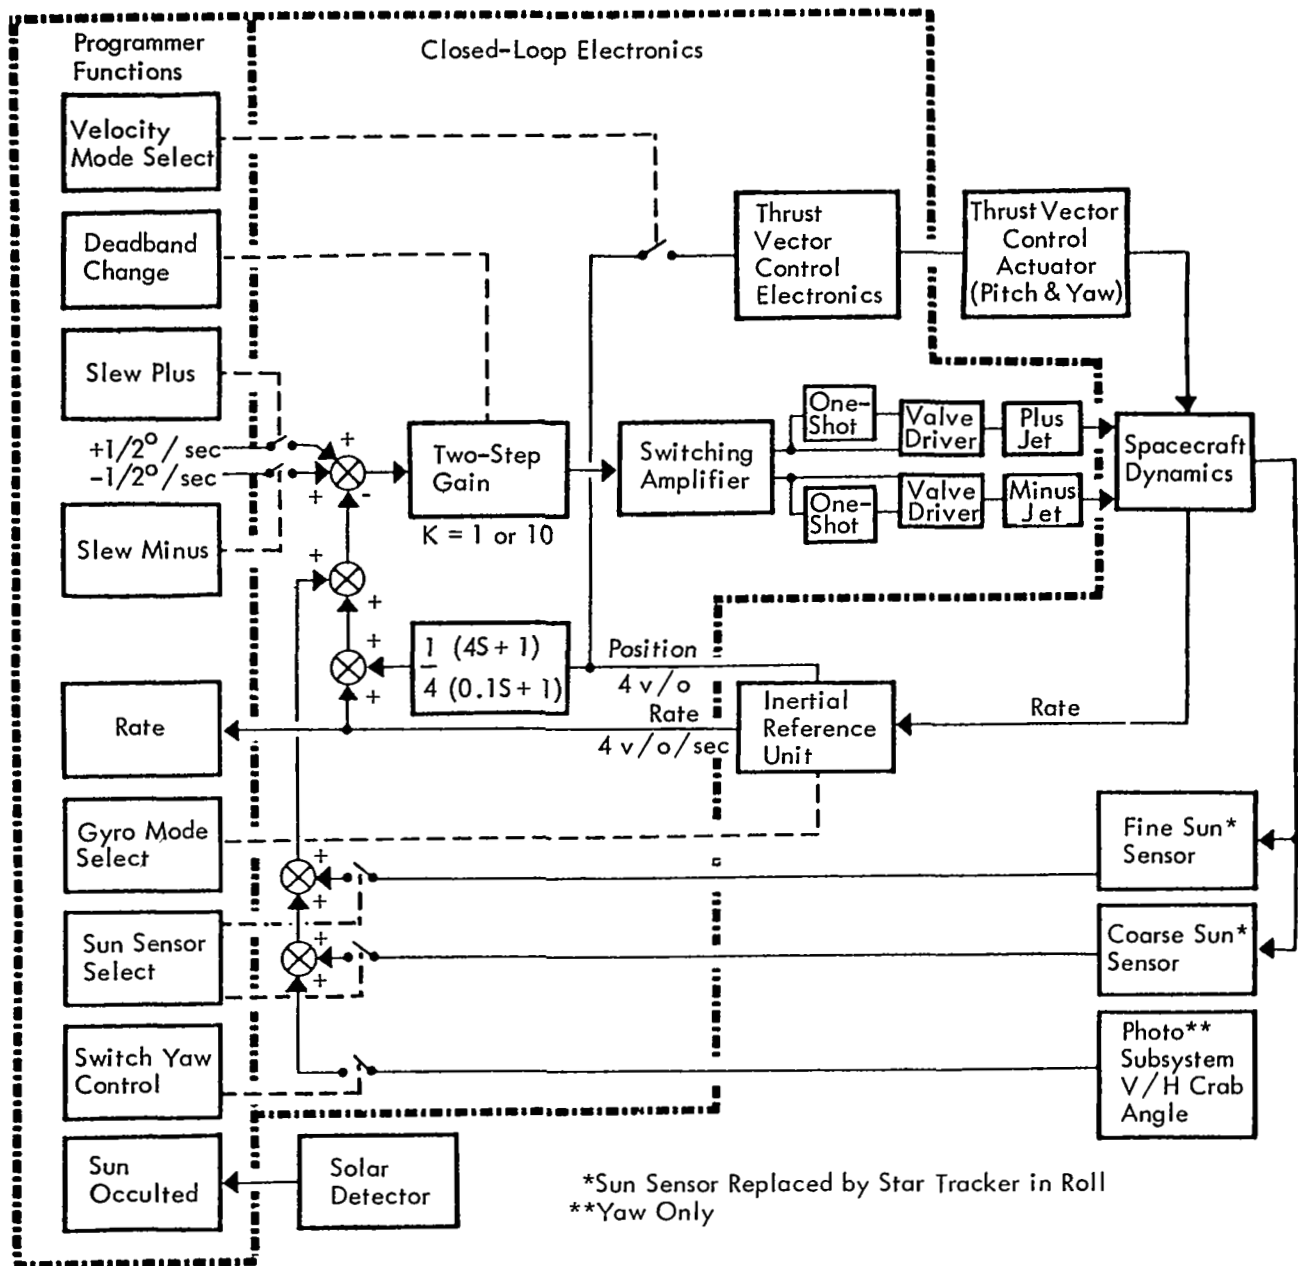 Programmer
Functions
Closed-Loop Electronics
Velocity
Mode Select
Deadband
Change
Slew Plus
+1/2°/sec
-1/2°/sec
Slew Minus
+
+
-
Two-Step
Gain
K = 1 or 10
Thrust
Vector
Control
Electronics
Thrust Vector
Control
Actuator
(Pitch & Yaw)
Switching
Amplifier
One-
Shot
Valve
Driver
Plus
Jet
One-
Shot
Valve
Driver
Minus
Jet
Spacecraft
Dynamics
+
+
+
+
1 (4S + 1)
4 (0.1S + 1)
Position
4 v/o
Rate
4 v/o/sec
Inertial
Reference
Unit
Rate
Rate
Gyro Mode
Select
+
+
Fine Sun*
Sensor
Sun Sensor
Select
+
+
Coarse Sun*
Sensor
Switch Yaw
Control
Photo**
Subsystem
V/H Crab
Angle
Sun
Occulted
Solar
Detector
*Sun Sensor Replaced by Star Tracker in Roll
**Yaw Only